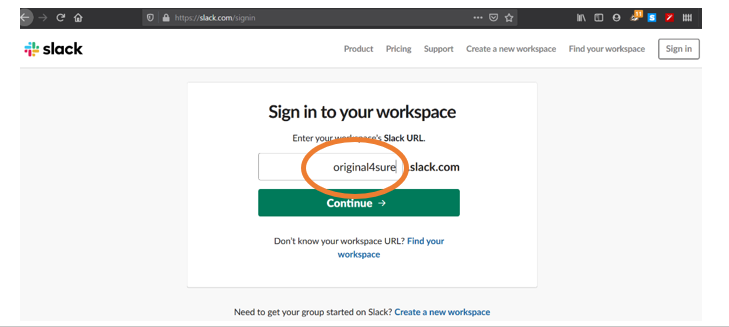 https://slack.com/signin
11
slack
Product Pricing Support Create a new workspace Find your workspace Sign in
Sign in to your workspace
Enter your workspace's Slack URL.
original4sure .slack.com
Continue →
Don't know your workspace URL? Find your
workspace
Need to get your group started on Slack? Create a new workspace